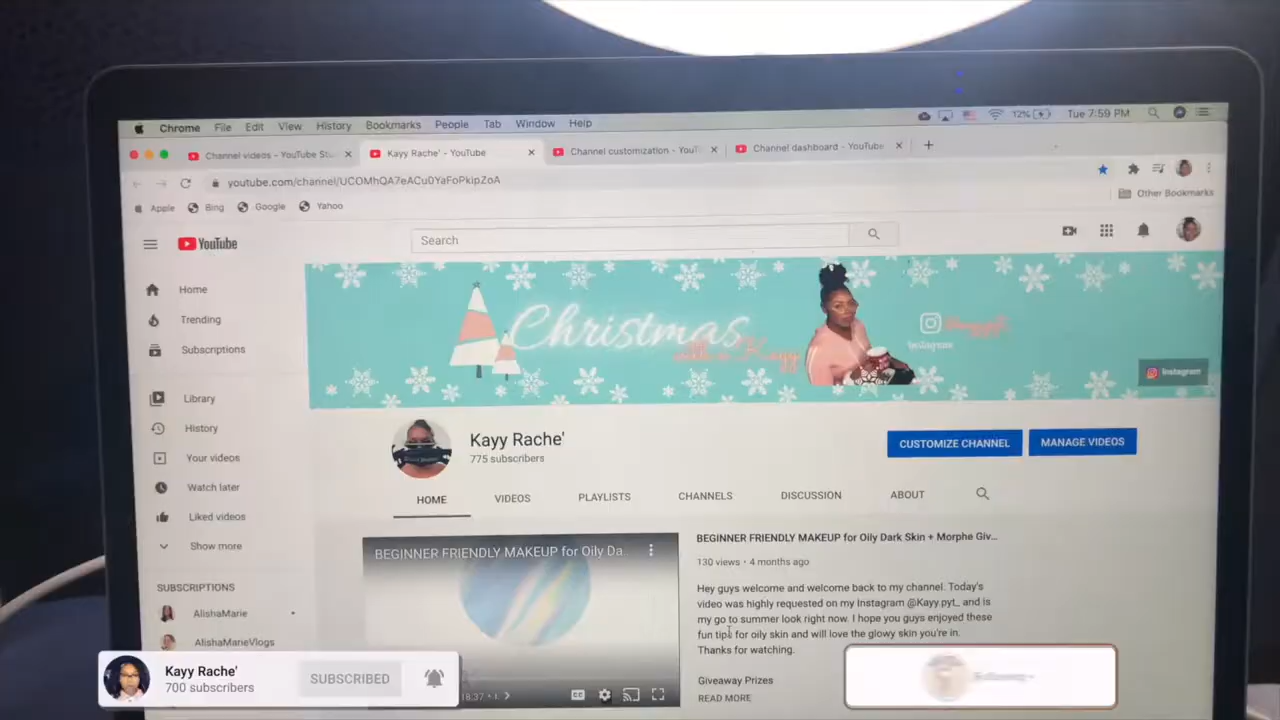 Chrome File Edit View History Bookmarks People Tab Window Help
12% Tue 7:59 PM
Channel videos - YouTube Stu
Kayy Rache' - YouTube
Channel customization - YouT
Channel dashboard - YouTube
youtube.com/channel/UCOMhQA7eACu0YaFoPkipZoA
Apple Bing Google Yahoo
Other Bookmarks
YouTube
Search
Home
Trending
Subscriptions
Library
History
Your videos
Watch later
Liked videos
Show more
SUBSCRIPTIONS
AlishaMarie
AlishaMarieVlogs
Christmas
with Kayy
Instagram
Instagram
Kayy Rache'
775 subscribers
CUSTOMIZE CHANNEL
MANAGE VIDEOS
HOME VIDEOS PLAYLISTS CHANNELS DISCUSSION ABOUT
BEGINNER FRIENDLY MAKEUP for Oily Da...
CC
BEGINNER FRIENDLY MAKEUP for Oily Dark Skin + Morphe Giv...
130 views • 4 months ago
Hey guys welcome and welcome back to my channel. Today's
video was highly requested on my Instagram @Kayy.pyt_ and is
my go to summer look right now. I hope you guys enjoyed these
fun tips for oily skin and will love the glowy skin you're in.
Thanks for watching.
Giveaway Prizes
READ MORE
Kayy Rache'
700 subscribers
SUBSCRIBED